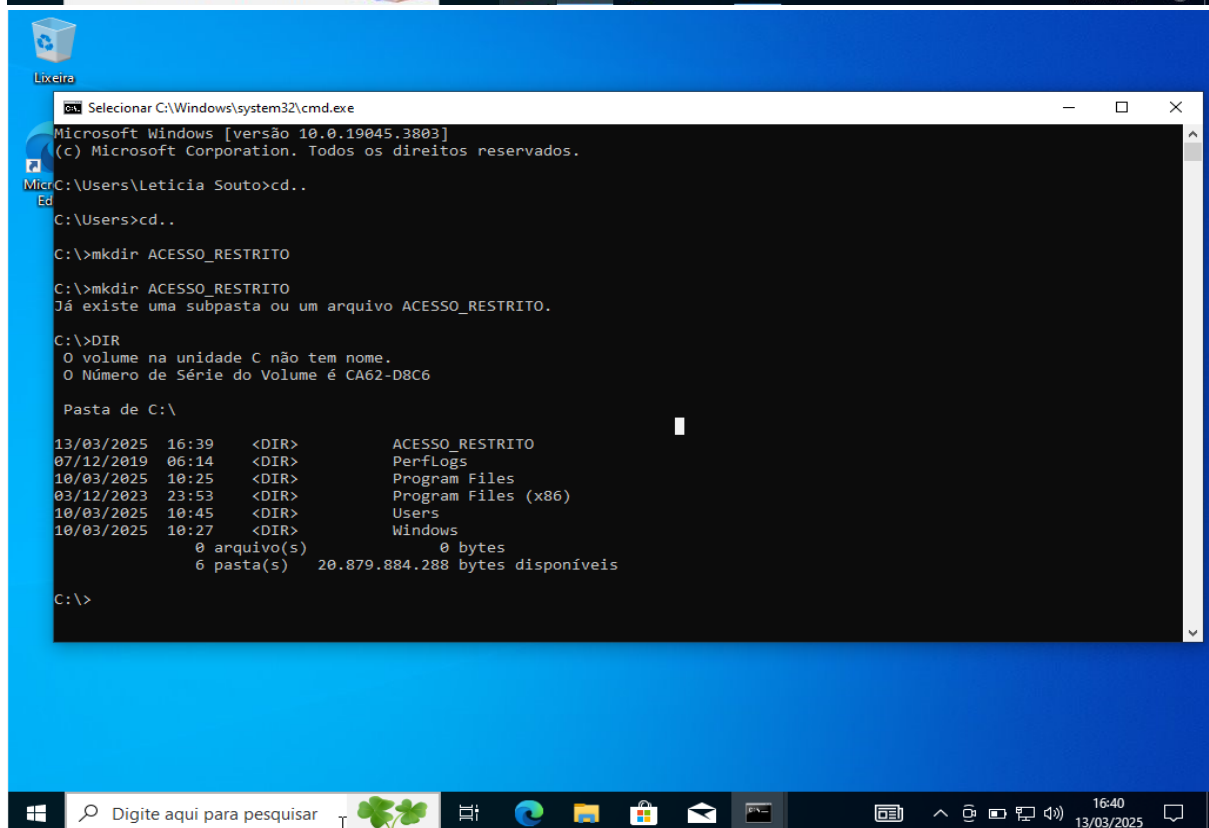 Lixeira
Selecionar C:\Windows\system32\cmd.exe
Microsoft Windows [versão 10.0.19045.3803]
(c) Microsoft Corporation. Todos os direitos reservados.
Micr
Ed
C:\Users\Leticia Souto>cd..
C:\Users>cd..
C:\>mkdir ACESSO_RESTRITO
C:\>mkdir ACESSO_RESTRITO
Já existe uma subpasta ou um arquivo ACESSO_RESTRITO.
C:\>DIR
O volume na unidade C não tem nome.
O Número de Série do Volume é CA62-D8C6
Pasta de C:\
13/03/2025  16:39    <DIR>          ACESSO_RESTRITO
07/12/2019  06:14    <DIR>          PerfLogs
10/03/2025  10:25    <DIR>          Program Files
03/12/2023  23:53    <DIR>          Program Files (x86)
10/03/2025  10:45    <DIR>          Users
10/03/2025  10:27    <DIR>          Windows
0 arquivo(s)              0 bytes
6 pasta(s)   20.879.884.288 bytes disponíveis
C:\>
Digite aqui para pesquisar
16:40
13/03/2025